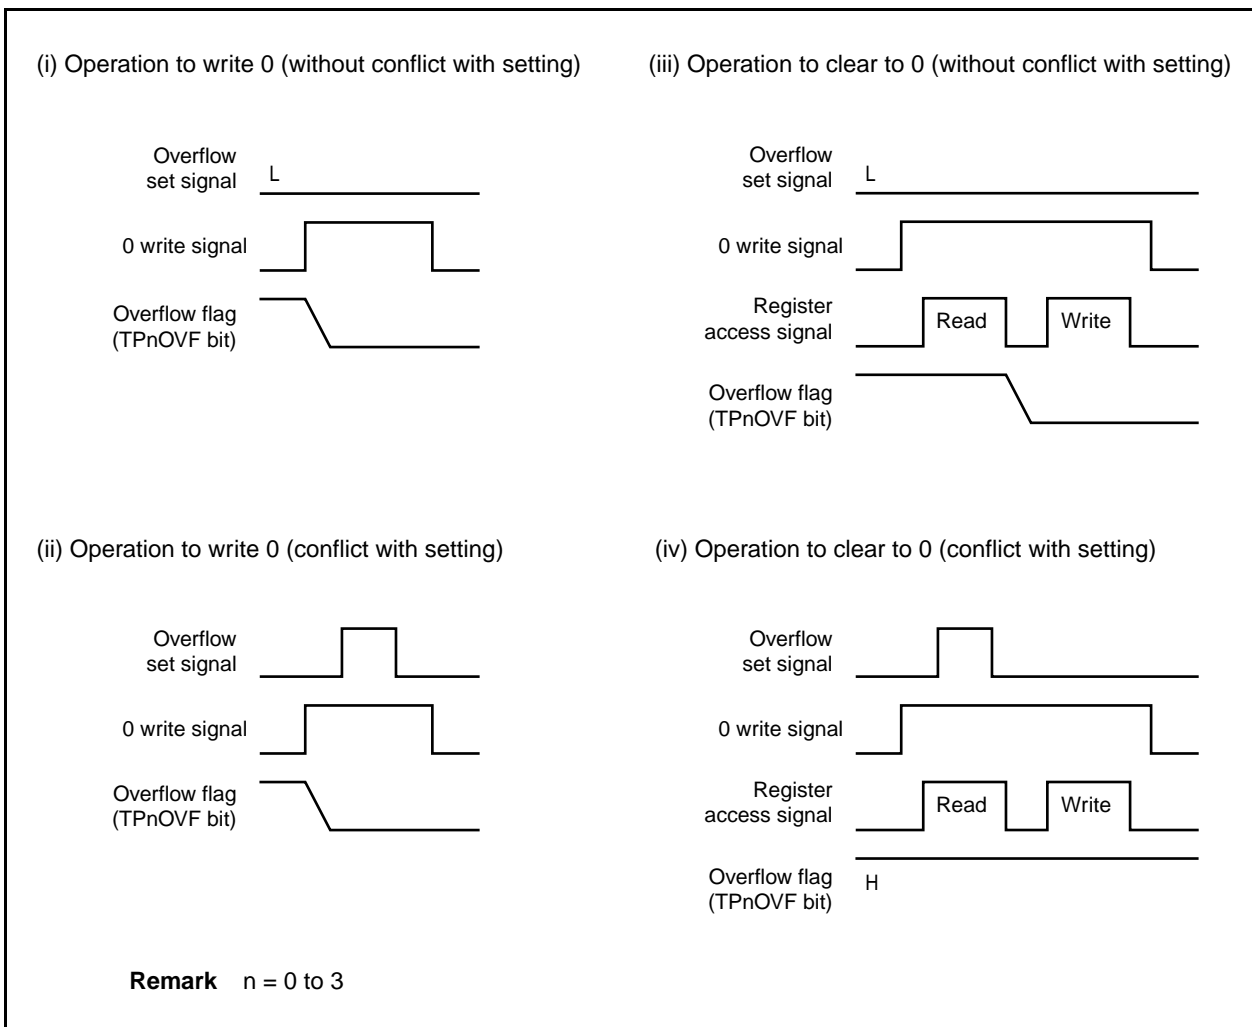 (i) Operation to write 0 (without conflict with setting)
Overflow
set signal
L
0 write signal
Overflow flag
(TPnOVF bit)
(iii) Operation to clear to 0 (without conflict with setting)
Overflow
set signal
L
0 write signal
Register
access signal
Read
Write
Overflow flag
(TPnOVF bit)
(ii) Operation to write 0 (conflict with setting)
Overflow
set signal
0 write signal
Overflow flag
(TPnOVF bit)
(iv) Operation to clear to 0 (conflict with setting)
Overflow
set signal
0 write signal
Register
access signal
Read
Write
Overflow flag
(TPnOVF bit)
H
Remark n = 0 to 3